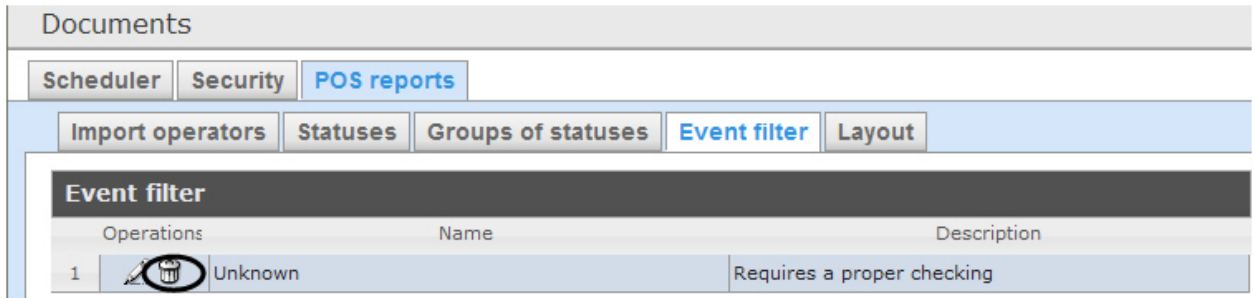 Documents
Scheduler Security POS reports
Import operators Statuses Groups of statuses Event filter Layout
Event filter
Operations Name Description
1 Unknown Requires a proper checking